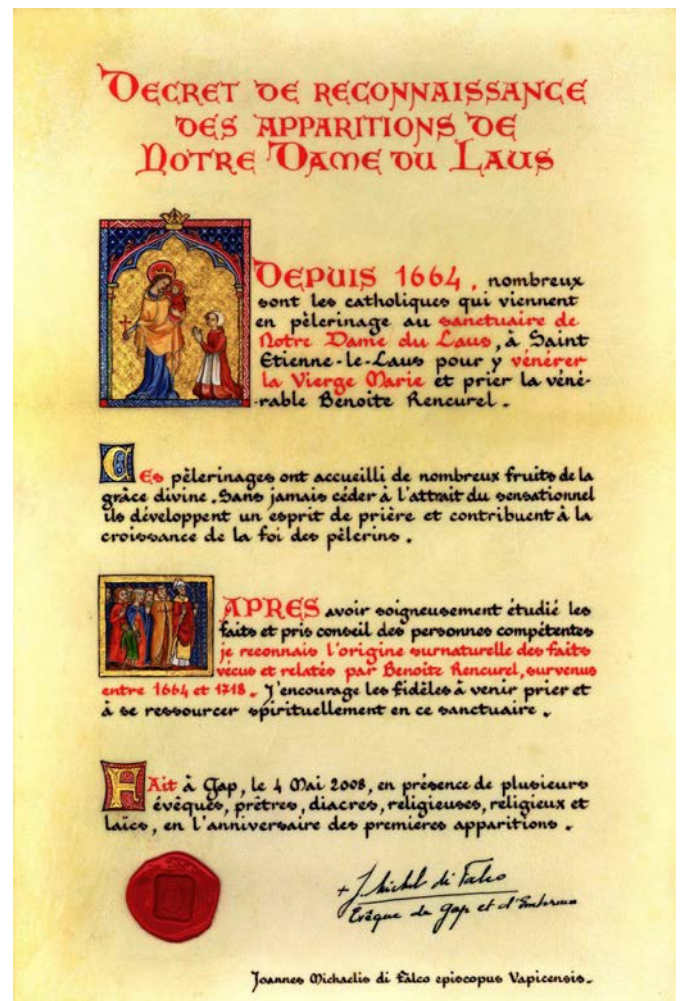 DECRET DE RECONNAISSANCE
DES APPARITIONS DE
NOTRE DAME DU LAUS
DEPUIS 1664, nombreux
sont les catholiques qui viennent
en pèlerinage au sanctuaire de
Notre Dame du Laus, à Saint
Etienne-le-Laus pour y vénérer
la Vierge Marie et prier la véné-
rable Benoîte Rencurel.
Ces pèlerinages ont accueilli de nombreux fruits de la
grâce divine. Sans jamais céder à l'attrait du sensationnel
ils développent un esprit de prière et contribuent à la
croissance de la foi des pèlerins.
APRES avoir soigneusement étudié les
faits et pris conseil des personnes compétentes
je reconnais l'origine surnaturelle des faits
vécus et relatés par Benoîte Rencurel, survenus
entre 1664 et 1718. J'encourage les fidèles à venir prier et
à se ressourcer spirituellement en ce sanctuaire.
Fait à Gap, le 4 Mai 2008, en présence de plusieurs
évêques, prêtres, diacres, religieuses, religieux et
laïcs, en l'anniversaire des premières apparitions.
+ J. Michel di Falco
Evêque de Gap et d'Embrun
Joannes Michaelis di Falco episcopus Vapicensis.